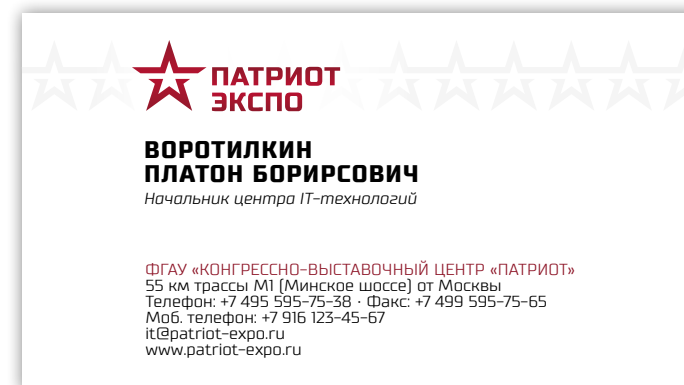 ПАТРИОТ
ЭКСПО
ВОРОТИЛКИН
ПЛАТОН БОРИРСОВИЧ
Начальник центра IT-технологий
ФГАУ «КОНГРЕССНО-ВЫСТАВОЧНЫЙ ЦЕНТР «ПАТРИОТ»
55 км трассы М1 (Минское шоссе) от Москвы
Телефон: +7 495 595-75-38 · Факс: +7 499 595-75-65
Моб. телефон: +7 916 123-45-67
it@patriot-expo.ru
www.patriot-expo.ru